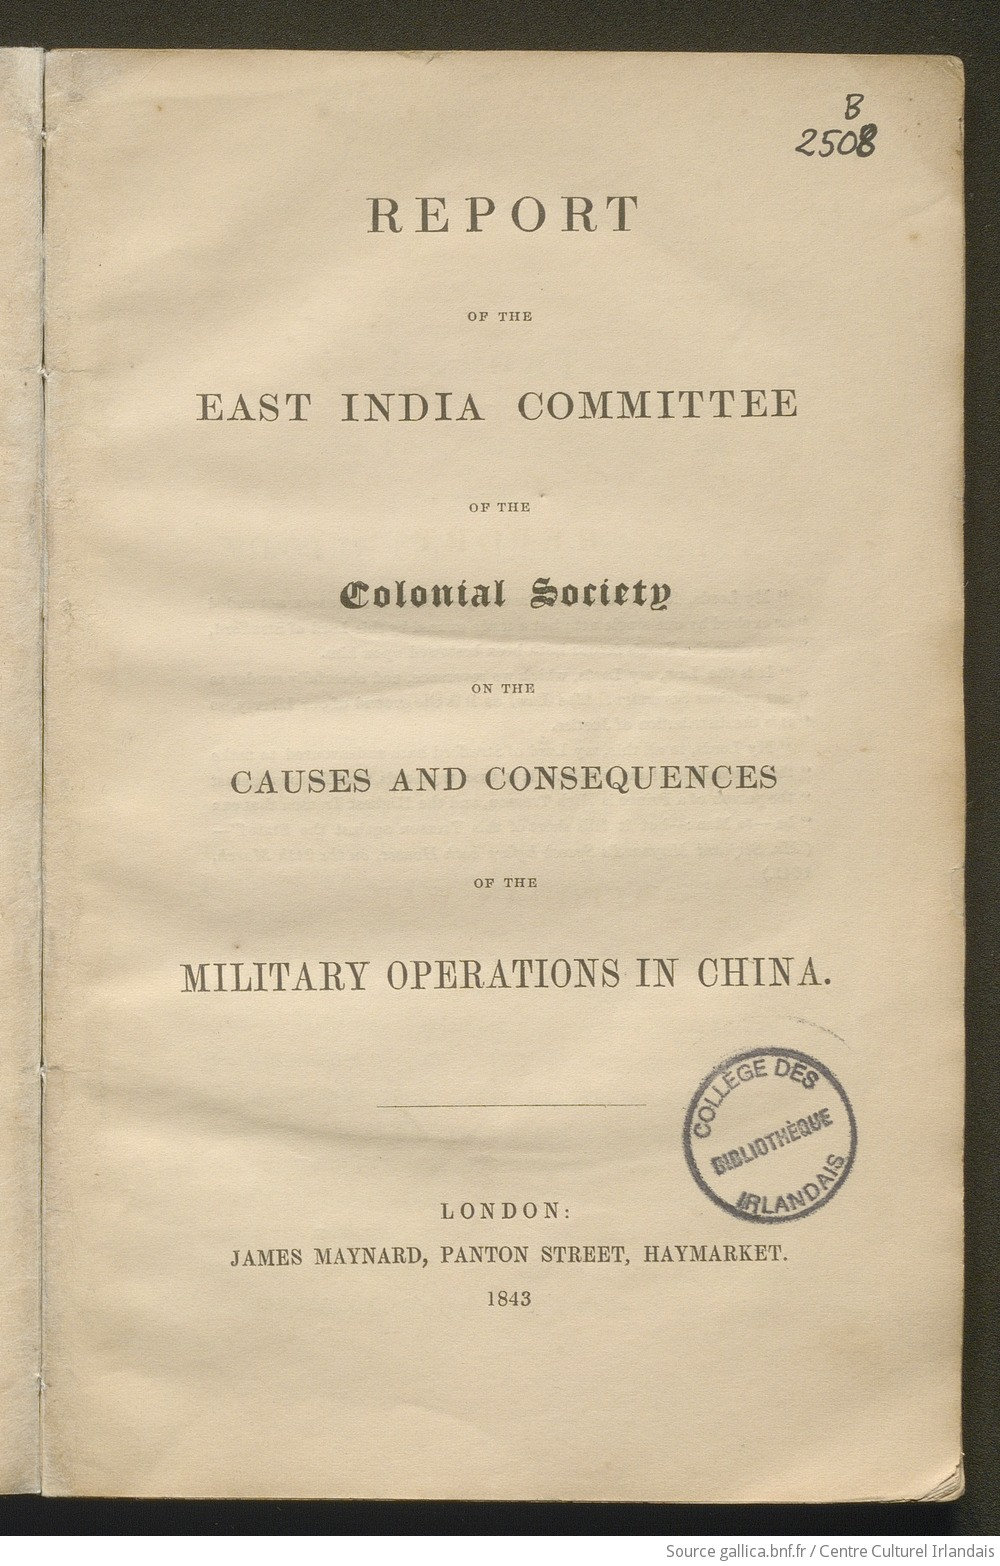 B
2508
REPORT
OF THE
EAST INDIA COMMITTEE
OF THE
Colonial Society
ON THE
CAUSES AND CONSEQUENCES
OF THE
MILITARY OPERATIONS IN CHINA.
COLLÈGE DES
BIBLIOTHÈQUE
IRLANDAIS
LONDON:
JAMES MAYNARD, PANTON STREET, HAYMARKET.
1843
Source gallica.bnf.fr / Centre Culturel Irlandais